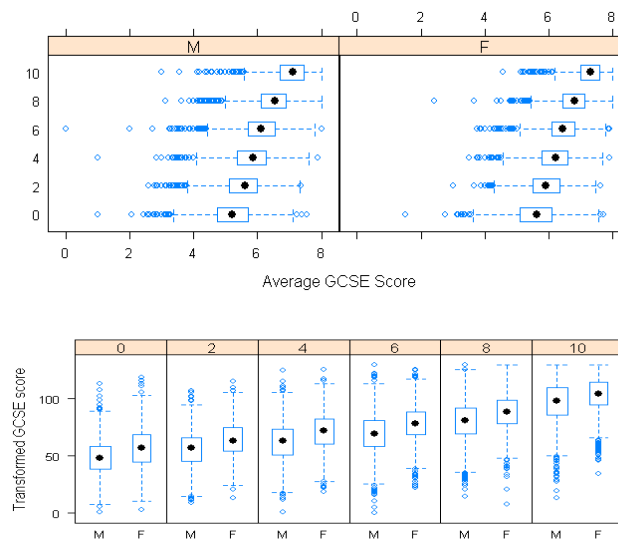 0 2 4 6 8
M F
10
8
6
4
2
0
0 2 4 6 8
Average GCSE Score
0 2 4 6 8 10
Transformed GCSE score
100
50
0
M F M F M F M F M F M F